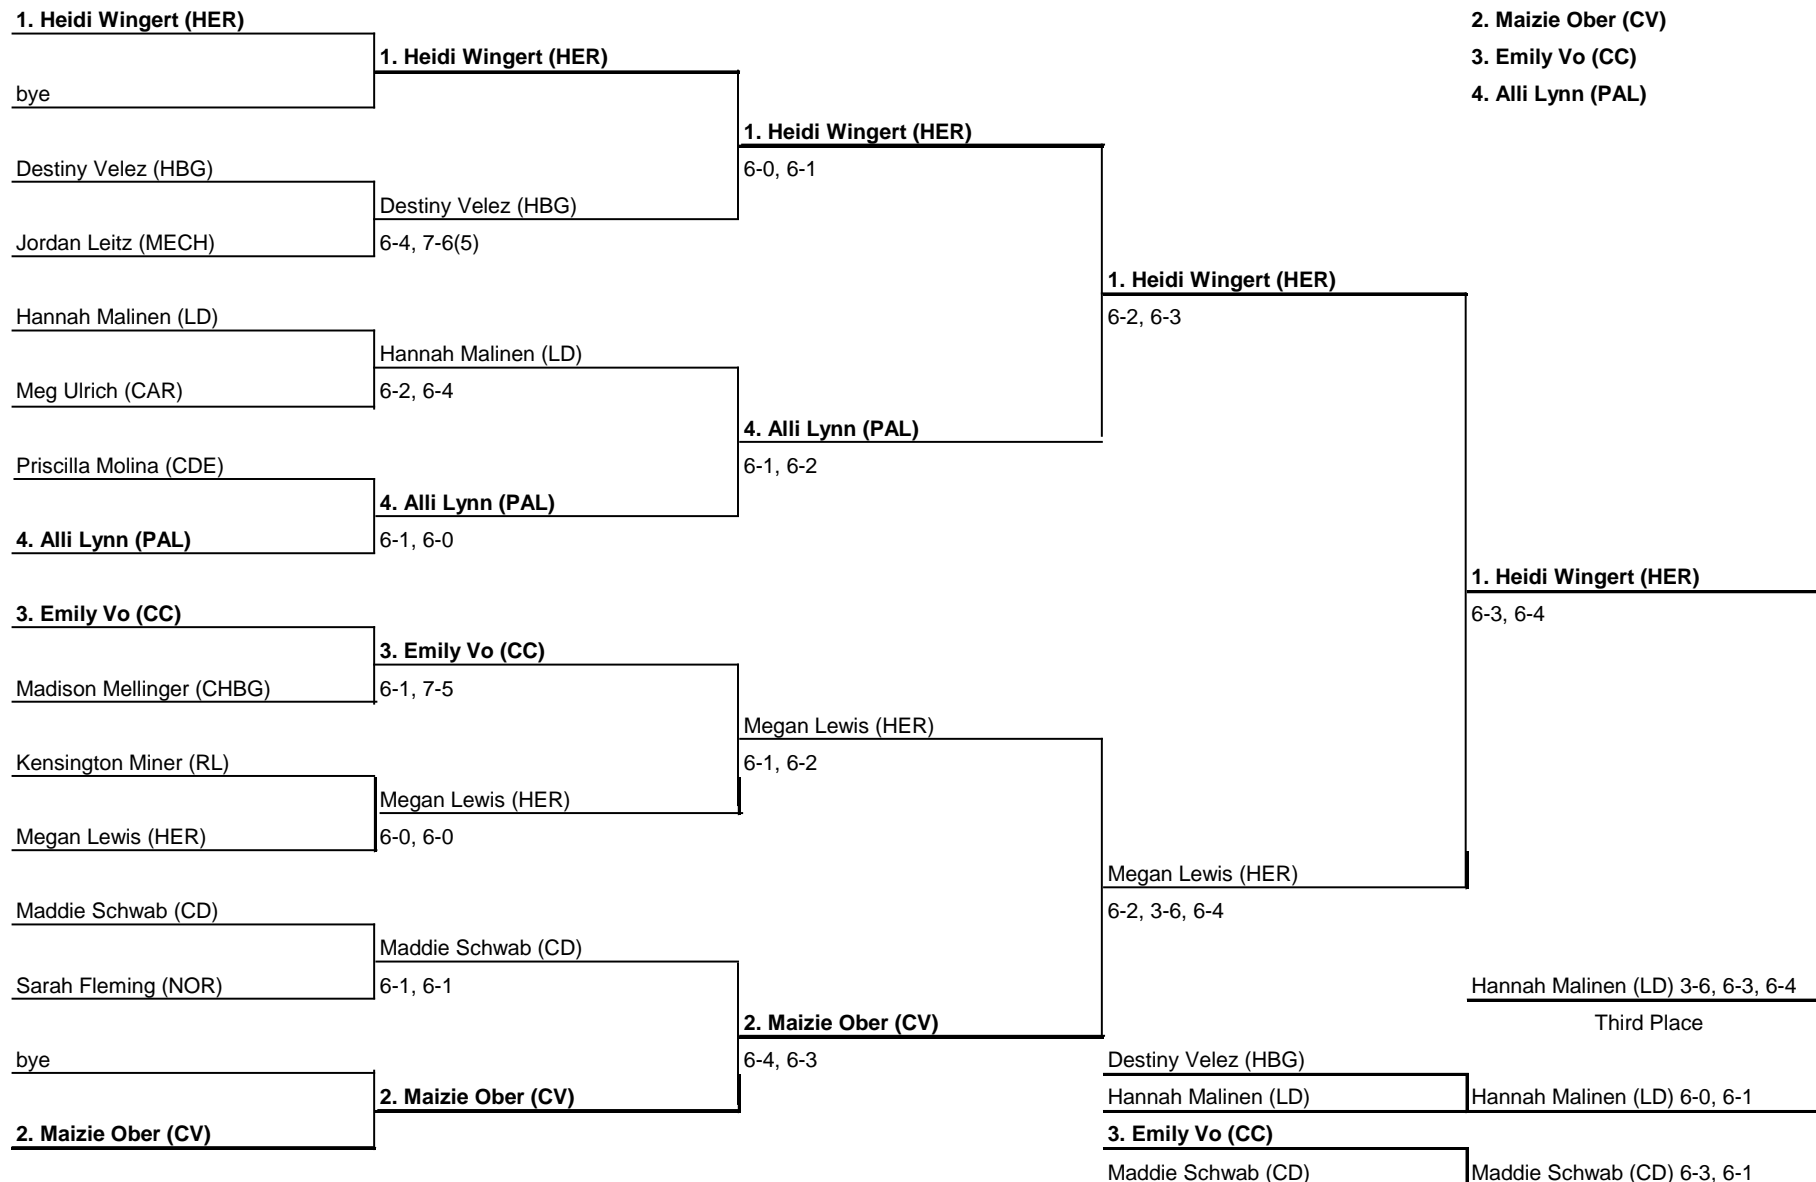 1. Heidi Wingert (HER)
2. Maizie Ober (CV)
1. Heidi Wingert (HER)
3. Emily Vo (CC)
bye
4. Alli Lynn (PAL)
1. Heidi Wingert (HER)
Destiny Velez (HBG)
6-0, 6-1
Destiny Velez (HBG)
Jordan Leitz (MECH)
6-4, 7-6(5)
1. Heidi Wingert (HER)
Hannah Malinen (LD)
6-2, 6-3
Hannah Malinen (LD)
Meg Ulrich (CAR)
6-2, 6-4
4. Alli Lynn (PAL)
Priscilla Molina (CDE)
6-1, 6-2
4. Alli Lynn (PAL)
4. Alli Lynn (PAL)
6-1, 6-0
1. Heidi Wingert (HER)
3. Emily Vo (CC)
6-3, 6-4
3. Emily Vo (CC)
Madison Mellinger (CHBG)
6-1, 7-5
Megan Lewis (HER)
Kensington Miner (RL)
6-1, 6-2
Megan Lewis (HER)
Megan Lewis (HER)
6-0, 6-0
Megan Lewis (HER)
Maddie Schwab (CD)
6-2, 3-6, 6-4
Maddie Schwab (CD)
Sarah Fleming (NOR)
6-1, 6-1
Hannah Malinen (LD) 3-6, 6-3, 6-4
2. Maizie Ober (CV)
Third Place
bye
6-4, 6-3
Destiny Velez (HBG)
2. Maizie Ober (CV)
Hannah Malinen (LD)
Hannah Malinen (LD) 6-0, 6-1
2. Maizie Ober (CV)
3. Emily Vo (CC)
Maddie Schwab (CD)
Maddie Schwab (CD) 6-3, 6-1